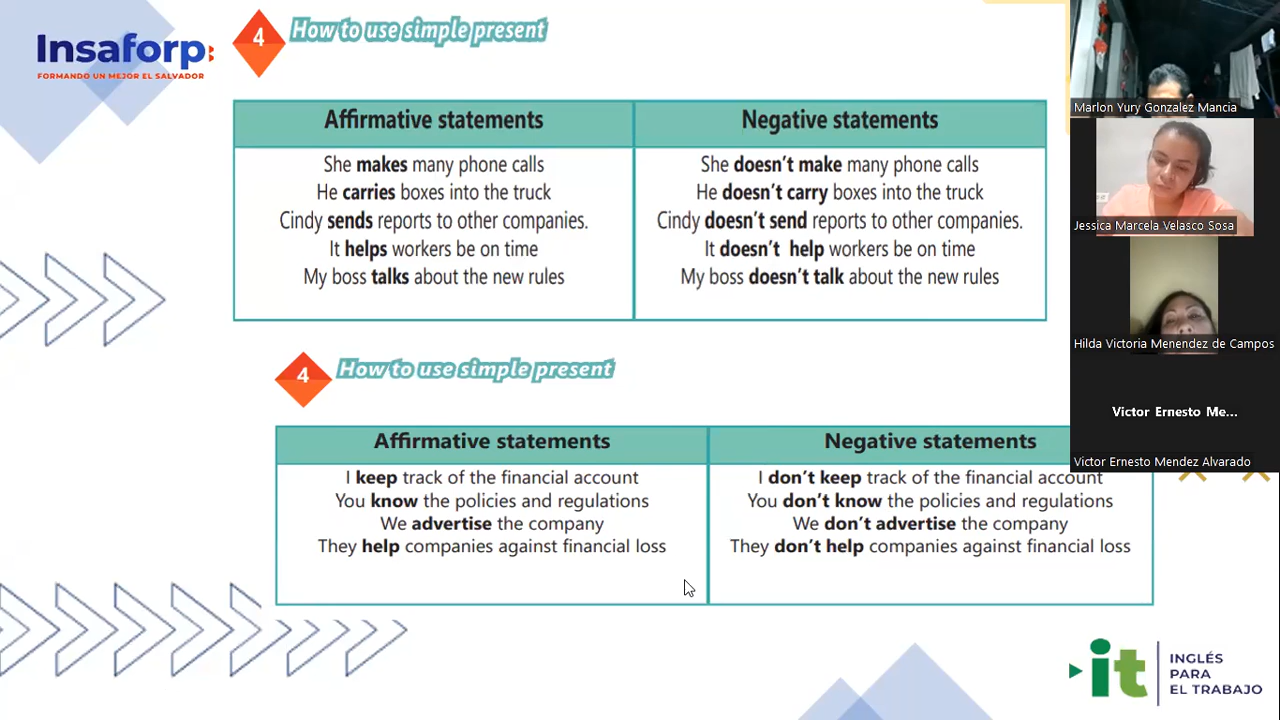 Insaforp:
FORMANDO UN MEJOR EL SALVADOR
4
How to use simple present
Affirmative statements
She makes many phone calls
He carries boxes into the truck
Cindy sends reports to other companies.
It helps workers be on time
My boss talks about the new rules
Negative statements
She doesn't make many phone calls
He doesn't carry boxes into the truck
Cindy doesn't send reports to other companies.
It doesn't help workers be on time
My boss doesn't talk about the new rules
4
How to use simple present
Affirmative statements
I keep track of the financial account
You know the policies and regulations
We advertise the company
They help companies against financial loss
Negative statements
I don't keep track of the financial account
You don't know the policies and regulations
We don't advertise the company
They don't help companies against financial loss
Marlon Yury Gonzalez Mancia
Jessica Marcela Velasco Sosa
Hilda Victoria Menendez de Campos
Victor Ernesto Me...
Victor Ernesto Mendez Alvarado
it
INGLÉS
PARA
EL TRABAJO